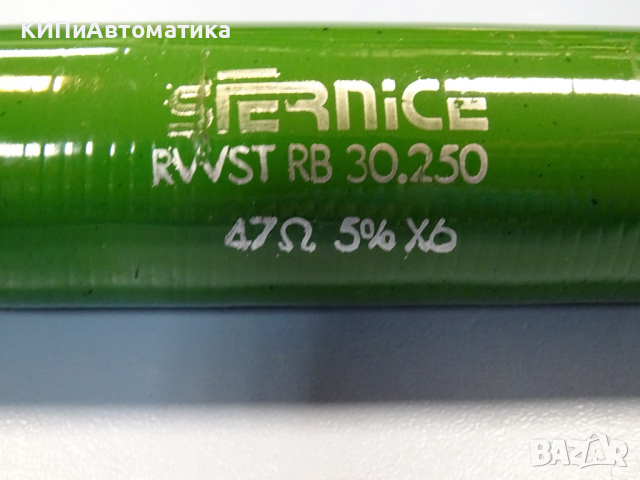 КИПиАвтоматика
SFERNICE
RWST RB 30.250
47Ω 5% X6
BAZAR